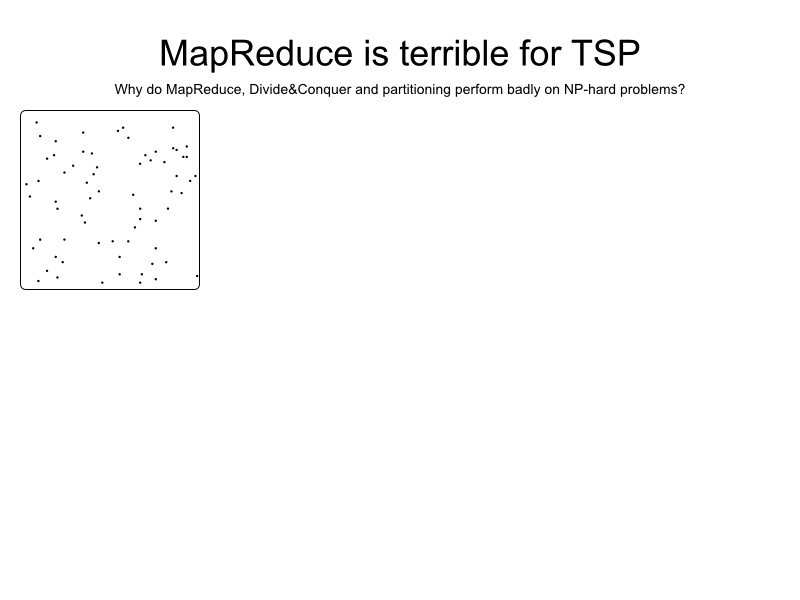 MapReduce is terrible for TSP
Why do MapReduce, Divide&Conquer and partitioning perform badly on NP-hard problems?